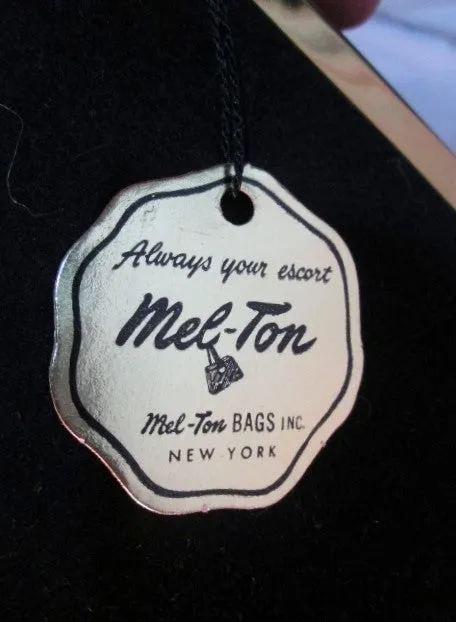 Always your escort
Mel-Ton
Mel-Ton BAGS INC.
NEW YORK